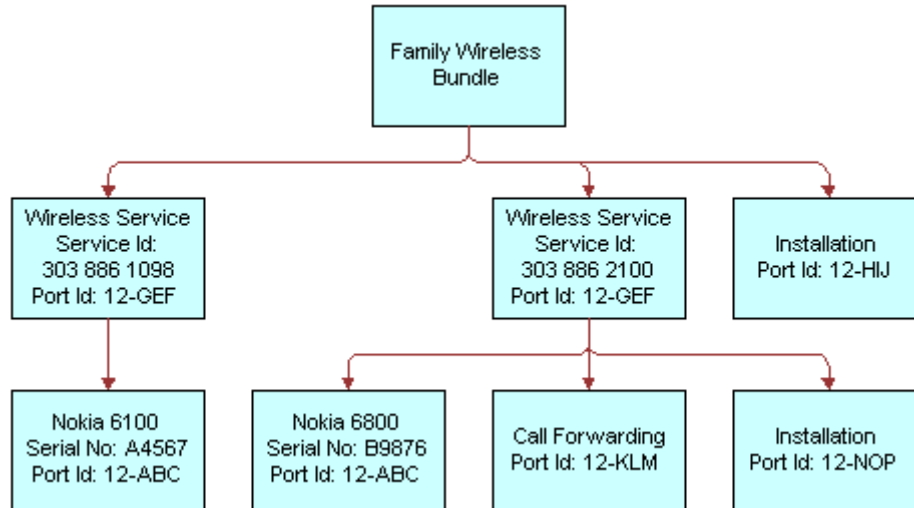 Family Wireless
Bundle
Wireless Service
Service Id:
303 886 1098
Port Id: 12-GEF
Wireless Service
Service Id:
303 886 2100
Port Id: 12-GEF
Installation
Port Id: 12-HIJ
Nokia 6100
Serial No: A4567
Port Id: 12-ABC
Nokia 6800
Serial No: B9876
Port Id: 12-ABC
Call Forwarding
Port Id: 12-KLM
Installation
Port Id: 12-NOP